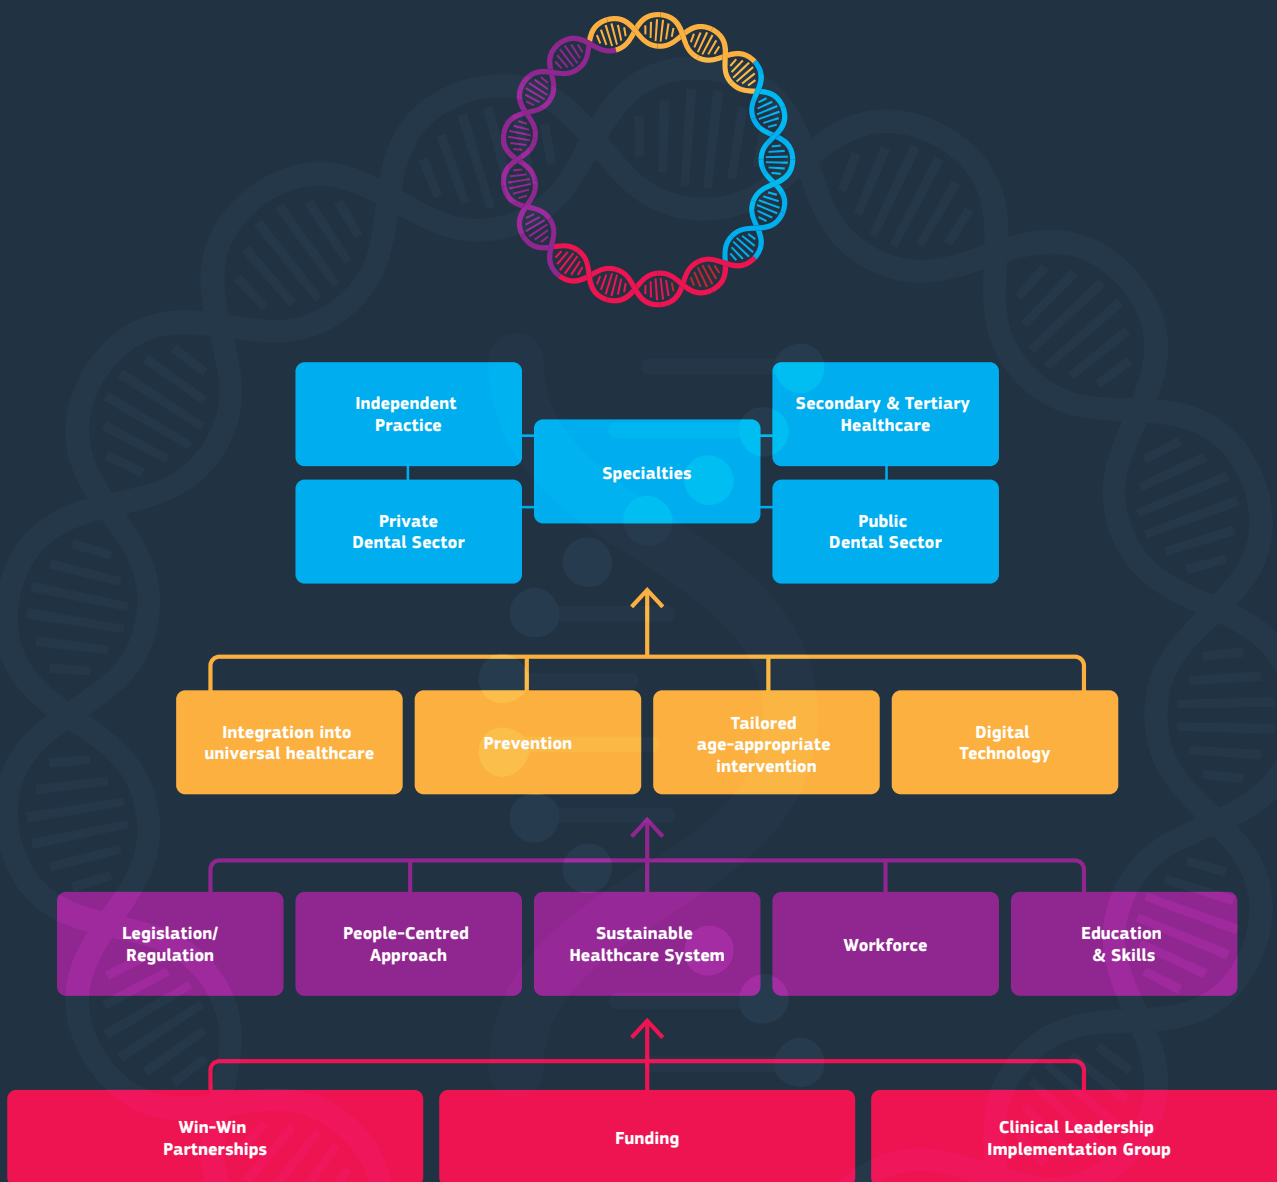 Independent
Practice
Secondary & Tertiary
Healthcare
Specialties
Private
Dental Sector
Public
Dental Sector
Integration into
universal healthcare
Prevention
Tailored
age-appropriate
intervention
Digital
Technology
Legislation/
Regulation
People-Centred
Approach
Sustainable
Healthcare System
Workforce
Education
& Skills
Win-Win
Partnerships
Funding
Clinical Leadership
Implementation Group